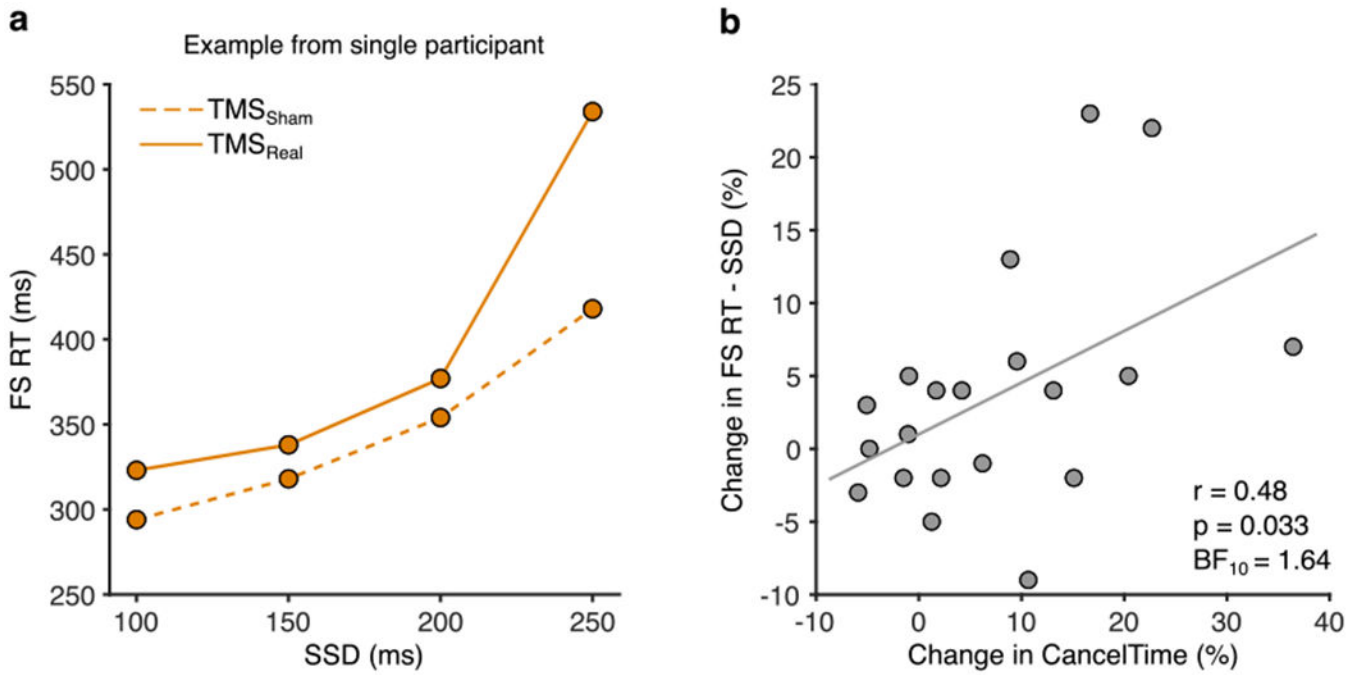 a
Example from single participant
550
500
450
400
350
300
250
FS RT (ms)
TMSSham
TMSReal
100 150 200 250
SSD (ms)
b
25
20
15
10
5
0
-5
-10
Change in FS RT - SSD (%)
r = 0.48
p = 0.033
BF10 = 1.64
-10 0 10 20 30 40
Change in CancelTime (%)